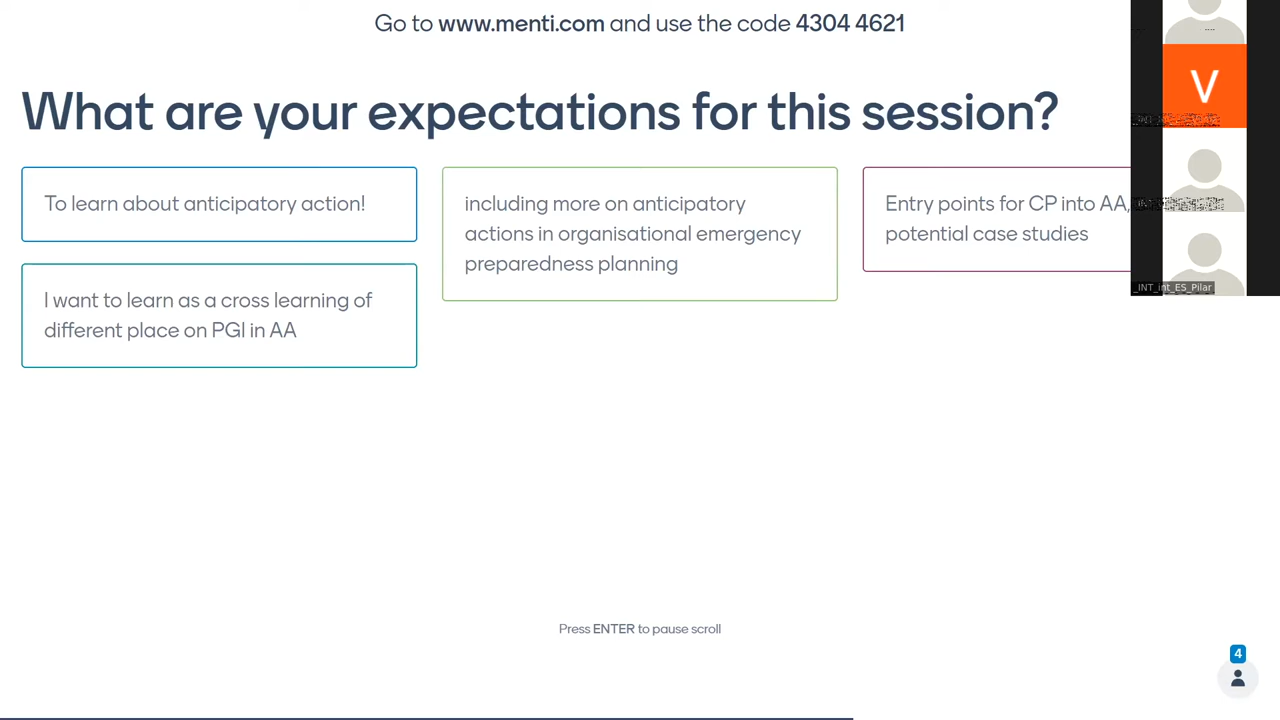 Go to www.menti.com and use the code 4304 4621
What are your expectations for this session?
To learn about anticipatory action!
I want to learn as a cross learning of
different place on PGI in AA
including more on anticipatory
actions in organisational emergency
preparedness planning
Entry points for CP into AA,
potential case studies
V
_INT_int_ES_Pilar
Press ENTER to pause scroll
4